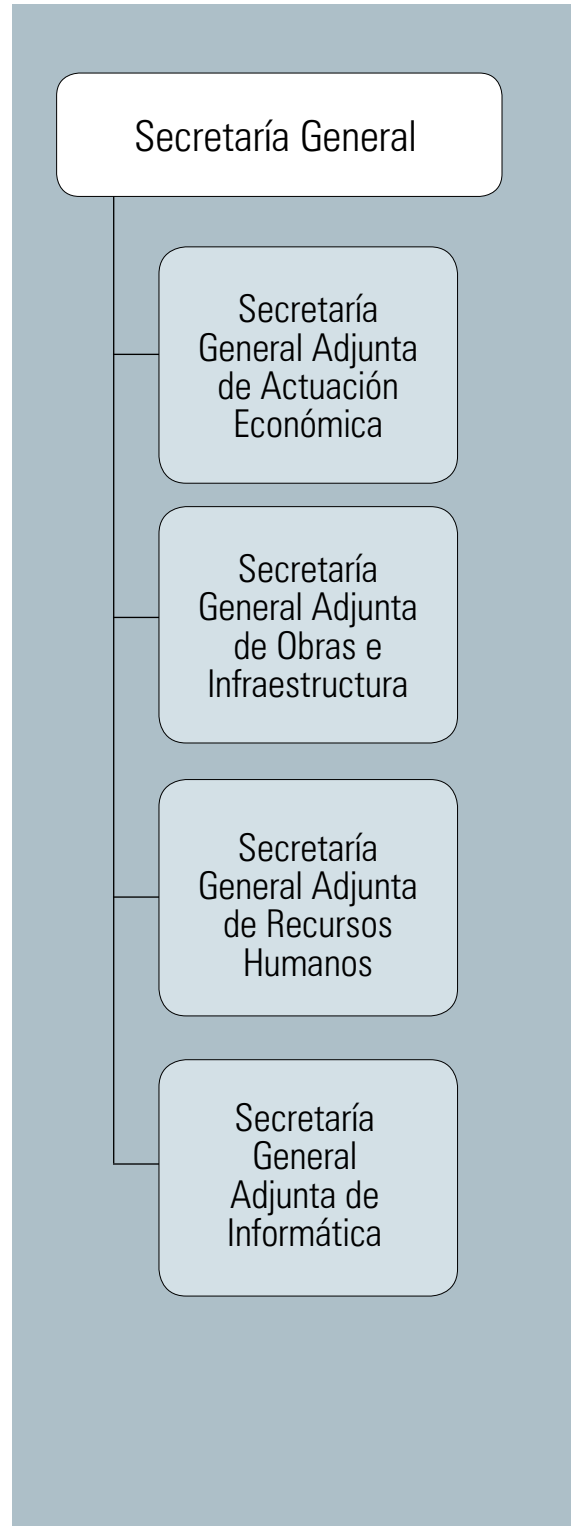 Secretaría General
Secretaría
General Adjunta
de Actuación
Económica
Secretaría
General Adjunta
de Obras e
Infraestructura
Secretaría
General Adjunta
de Recursos
Humanos
Secretaría
General
Adjunta de
Informática